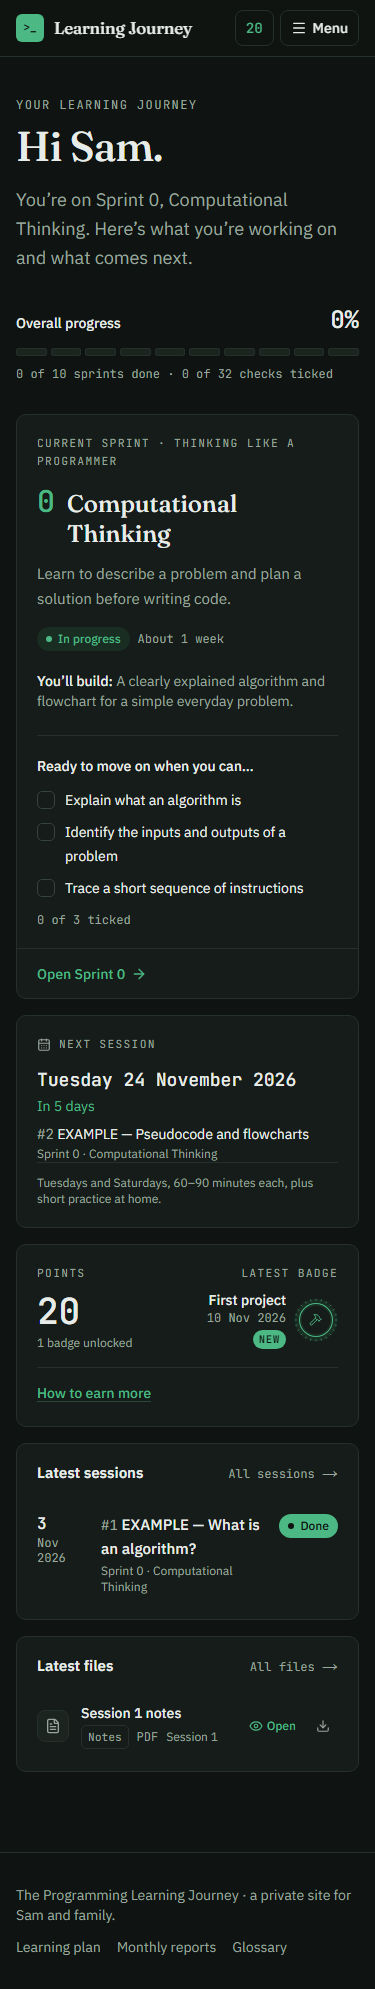 >_ Learning Journey 20 Menu
YOUR LEARNING JOURNEY
Hi Sam.
You’re on Sprint 0, Computational
Thinking. Here’s what you’re working on
and what comes next.
Overall progress 0%
0 of 10 sprints done · 0 of 32 checks ticked
CURRENT SPRINT · THINKING LIKE A
PROGRAMMER
0 Computational
Thinking
Learn to describe a problem and plan a
solution before writing code.
In progress About 1 week
You’ll build: A clearly explained algorithm and
flowchart for a simple everyday problem.
Ready to move on when you can…
Explain what an algorithm is
Identify the inputs and outputs of a
problem
Trace a short sequence of instructions
0 of 3 ticked
Open Sprint 0 →
NEXT SESSION
Tuesday 24 November 2026
In 5 days
#2 EXAMPLE — Pseudocode and flowcharts
Sprint 0 · Computational Thinking
Tuesdays and Saturdays, 60–90 minutes each, plus
short practice at home.
POINTS
20
1 badge unlocked
LATEST BADGE
First project
10 Nov 2026
NEW
How to earn more
Latest sessions All sessions →
3
Nov
2026
#1 EXAMPLE — What is
an algorithm?
Sprint 0 · Computational
Thinking
Done
Latest files All files →
Session 1 notes
Notes PDF Session 1
Open
The Programming Learning Journey · a private site for
Sam and family.
Learning plan Monthly reports Glossary